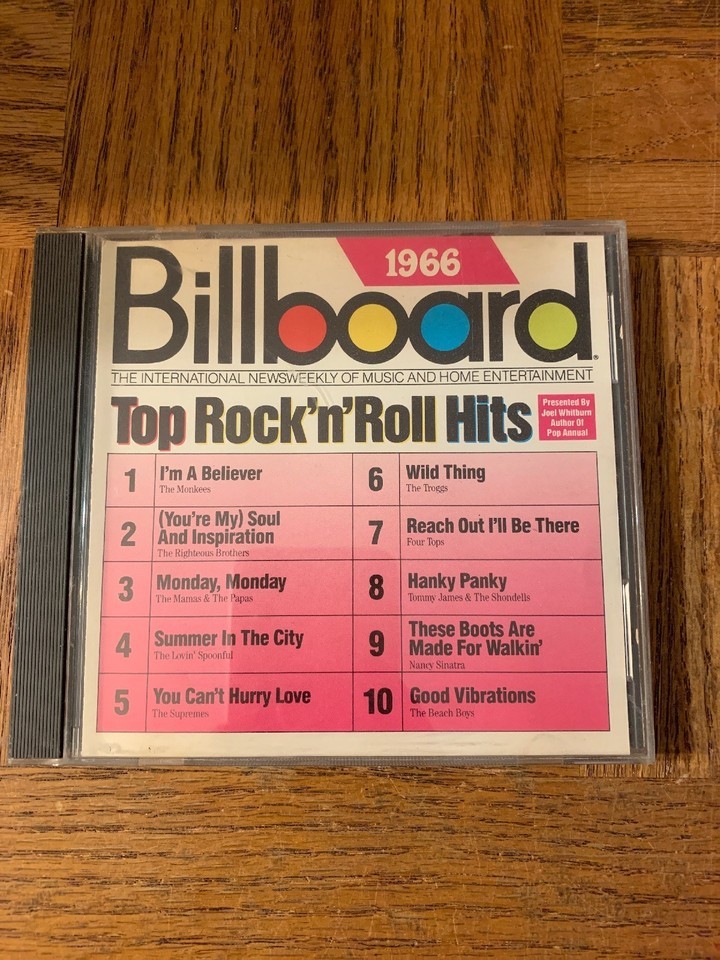 1966
Billboard®
THE INTERNATIONAL NEWSWEEKLY OF MUSIC AND HOME ENTERTAINMENT
Top Rock'n'Roll Hits
Presented By
Joel Whitburn
Author Of
Pop Annual
1 I'm A Believer
The Monkees
2 (You're My) Soul
And Inspiration
The Righteous Brothers
3 Monday, Monday
The Mamas & The Papas
4 Summer In The City
The Lovin' Spoonful
5 You Can't Hurry Love
The Supremes
6 Wild Thing
The Troggs
7 Reach Out I'll Be There
Four Tops
8 Hanky Panky
Tommy James & The Shondells
9 These Boots Are
Made For Walkin'
Nancy Sinatra
10 Good Vibrations
The Beach Boys